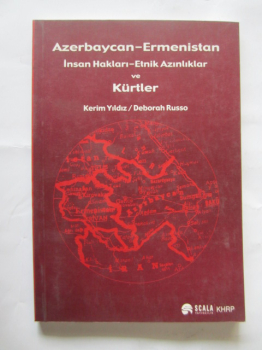 Azerbaycan–Ermenistan
İnsan Hakları–Etnik Azınlıklar
ve
Kürtler
Kerim Yıldız / Deborah Russo
SCALA
KHRP